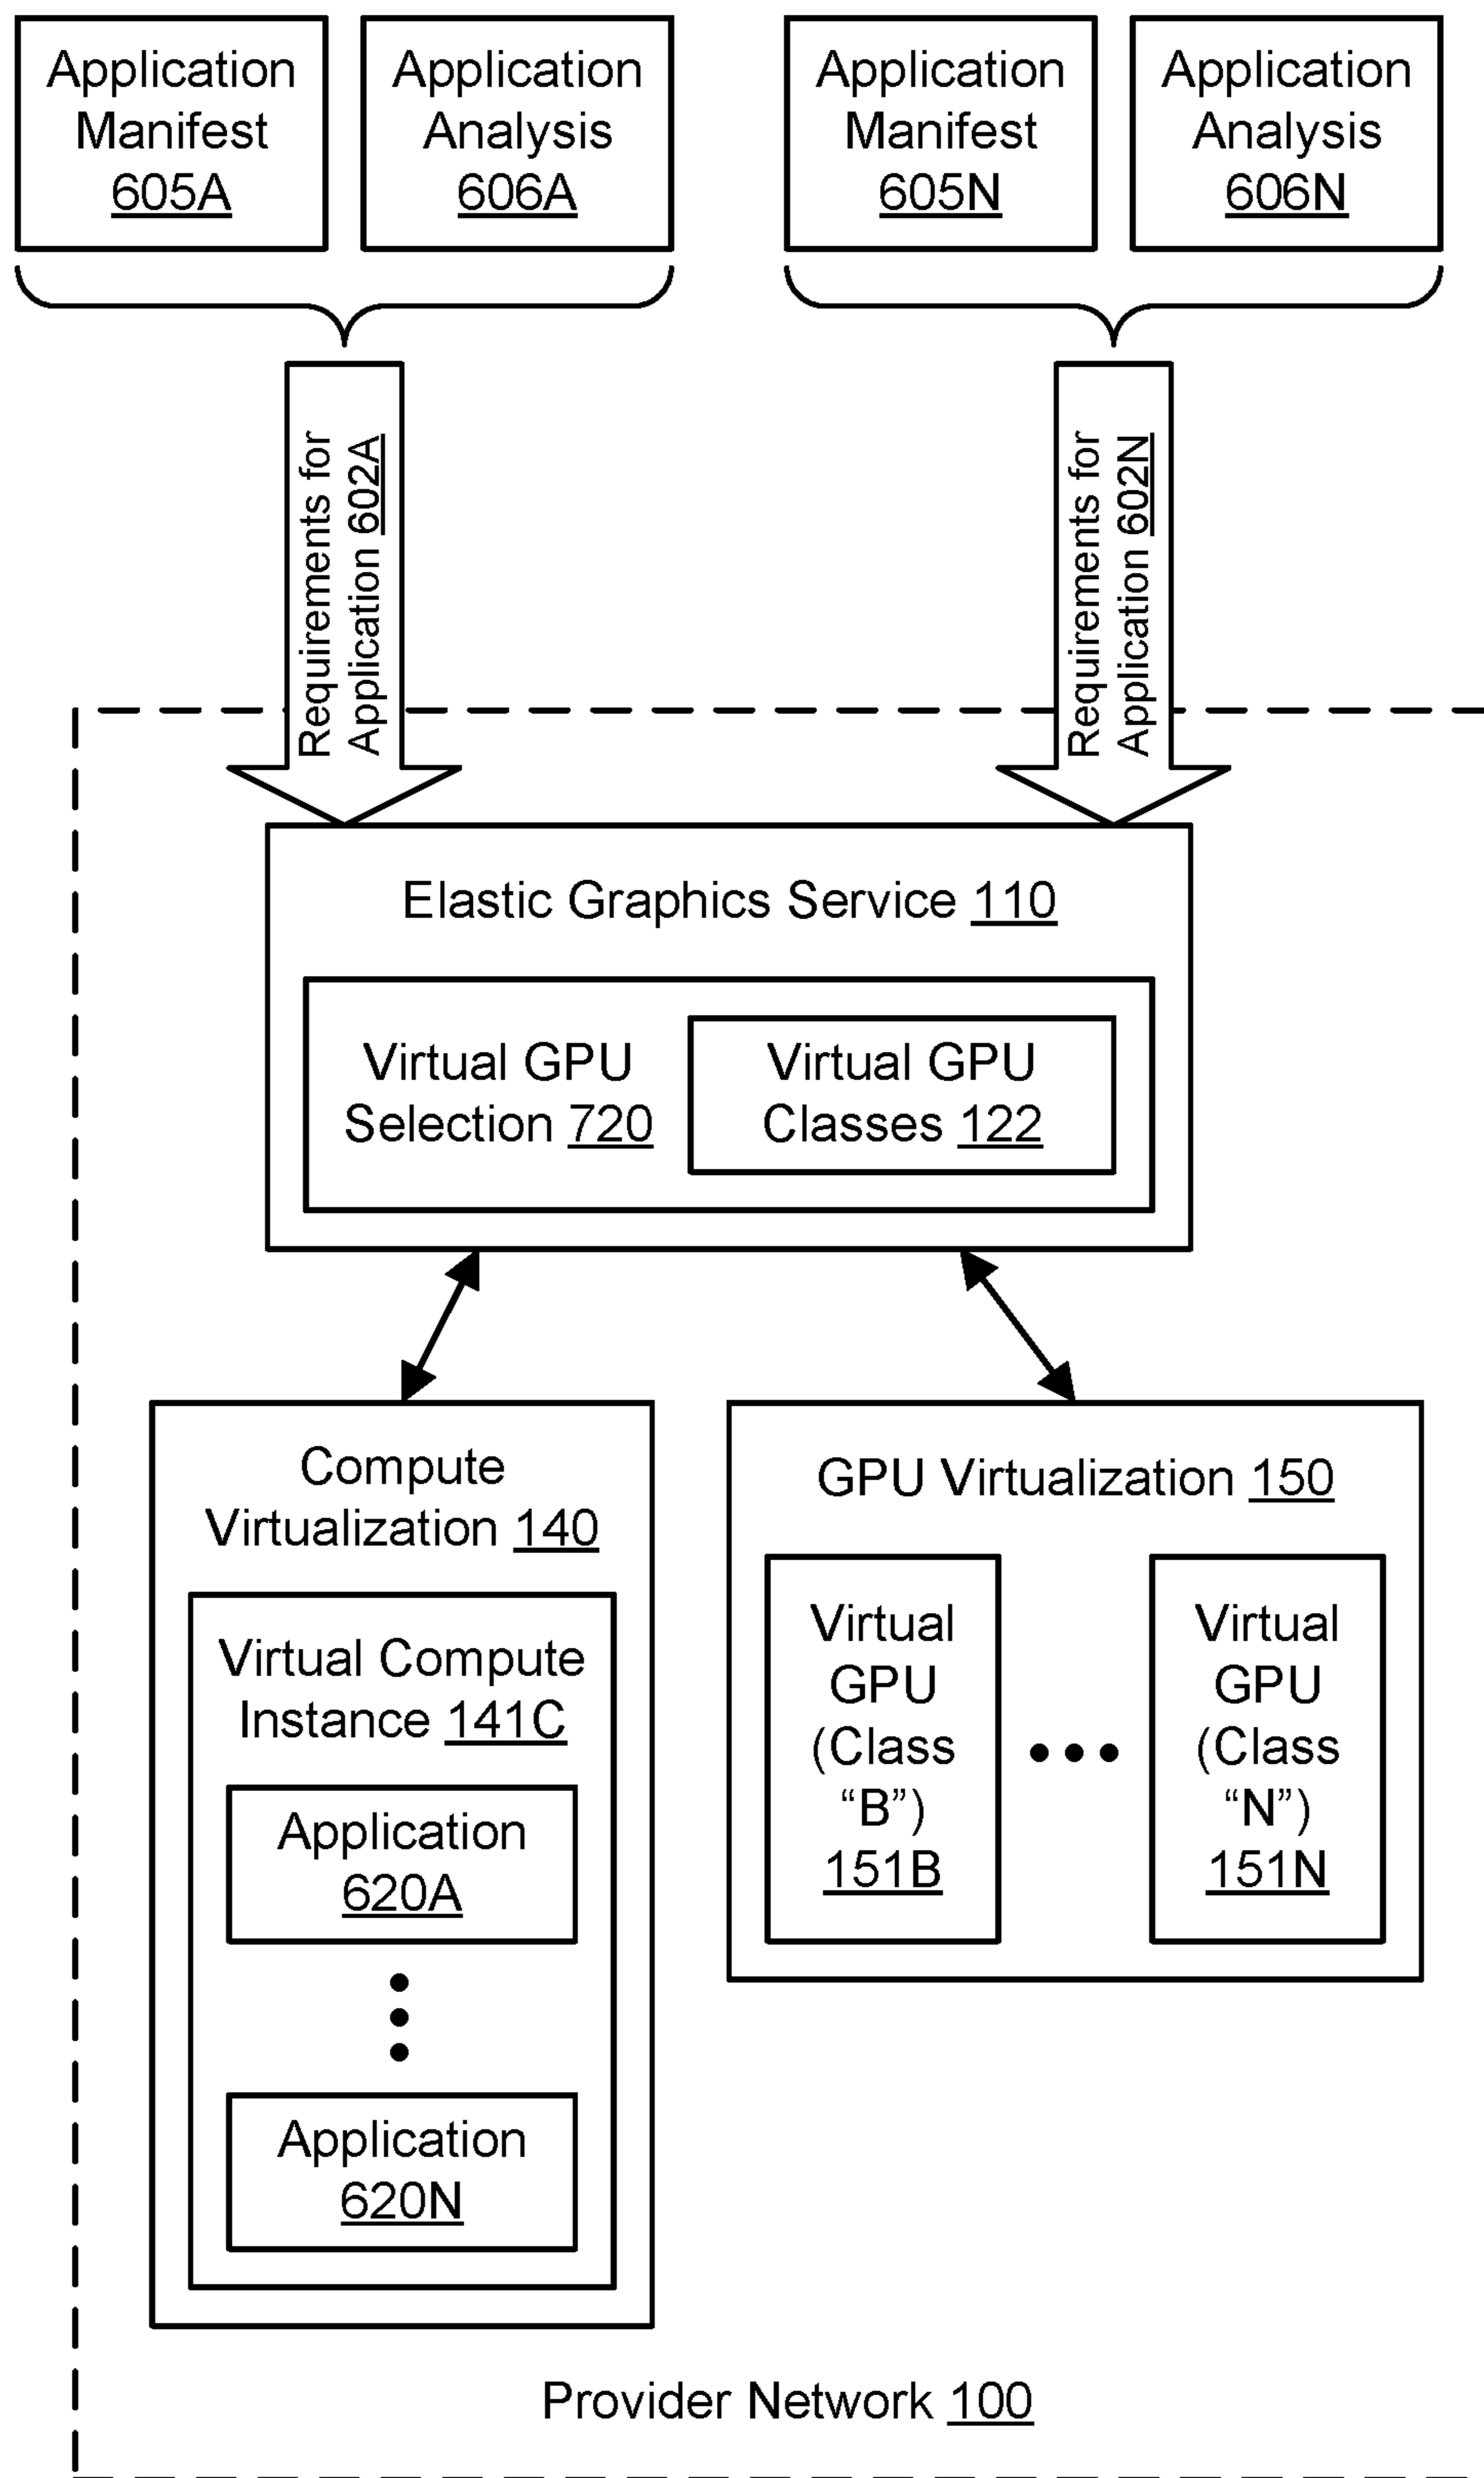 Application
Manifest
605A
Application
Analysis
606A
Application
Manifest
605N
Application
Analysis
606N
Requirements for
Application 602A
Requirements for
Application 602N
Elastic Graphics Service 110
Virtual GPU
Selection 720
Virtual GPU
Classes 122
Compute
Virtualization 140
Virtual Compute
Instance 141C
Application
620A
Application
620N
GPU Virtualization 150
Virtual
GPU
(Class
“B”)
151B
Virtual
GPU
(Class
“N”)
151N
Provider Network 100